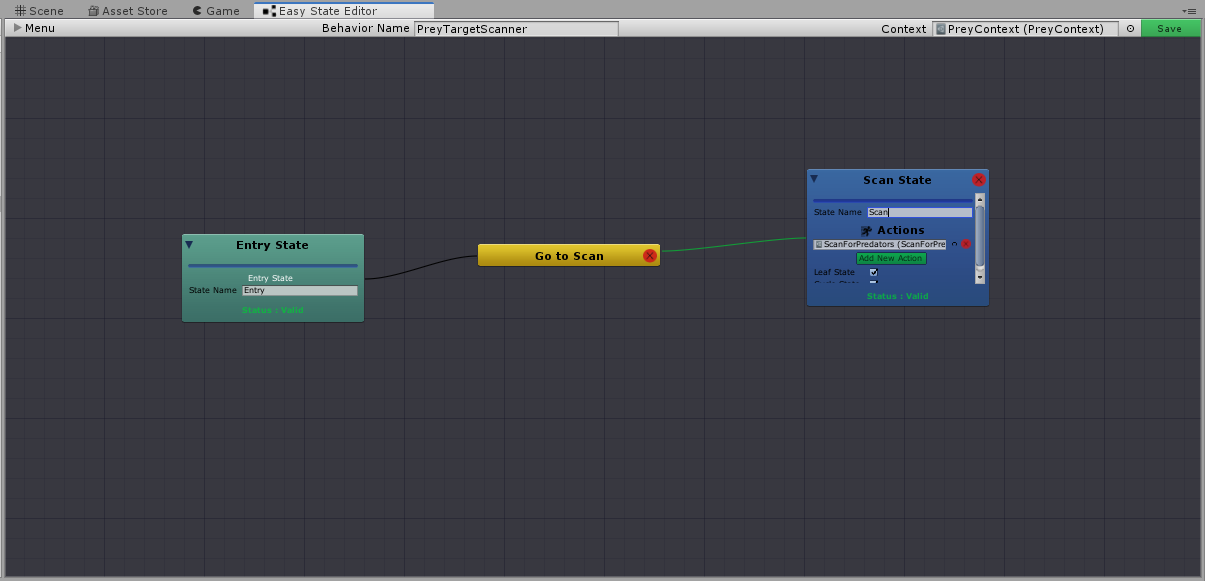 Scene Asset Store Game Easy State Editor
Menu Behavior Name PreyTargetScanner Context PreyContext (PreyContext) Save
Scan State
State Name Scan
Actions
ScanForPredators (ScanForPre
Add New Action
Leaf State
Status : Valid
Go to Scan
Entry State
Entry State
State Name Entry
Status : Valid